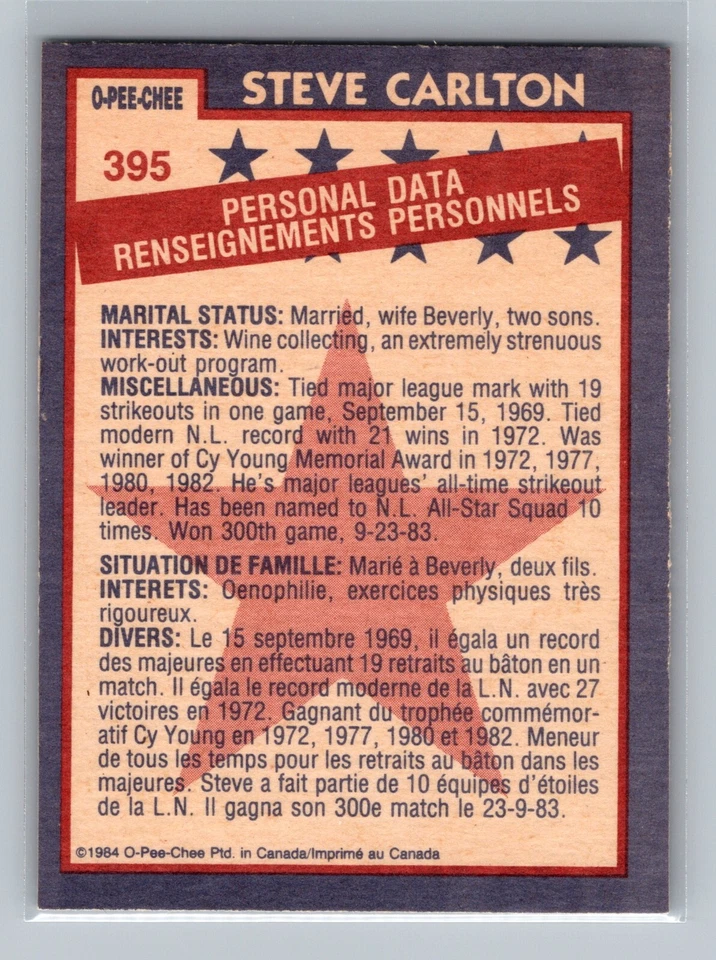 O-PEE-CHEE
STEVE CARLTON
395
PERSONAL DATA
RENSEIGNEMENTS PERSONNELS
MARITAL STATUS: Married, wife Beverly, two sons.
INTERESTS: Wine collecting, an extremely strenuous
work-out program.
MISCELLANEOUS: Tied major league mark with 19
strikeouts in one game, September 15, 1969. Tied
modern N.L. record with 21 wins in 1972. Was
winner of Cy Young Memorial Award in 1972, 1977,
1980, 1982. He's major leagues' all-time strikeout
leader. Has been named to N.L. All-Star Squad 10
times. Won 300th game, 9-23-83.
SITUATION DE FAMILLE: Marié à Beverly, deux fils.
INTERETS: Oenophilie, exercices physiques très
rigoureux.
DIVERS: Le 15 septembre 1969, il égala un record
des majeures en effectuant 19 retraits au bâton en un
match. Il égala le record moderne de la L.N. avec 27
victoires en 1972. Gagnant du trophée commémor-
atif Cy Young en 1972, 1977, 1980 et 1982. Meneur
de tous les temps pour les retraits au bâton dans les
majeures. Steve a fait partie de 10 équipes d'étoiles
de la L.N. Il gagna son 300e match le 23-9-83.
©1984 O-Pee-Chee Ptd. in Canada/Imprimé au Canada